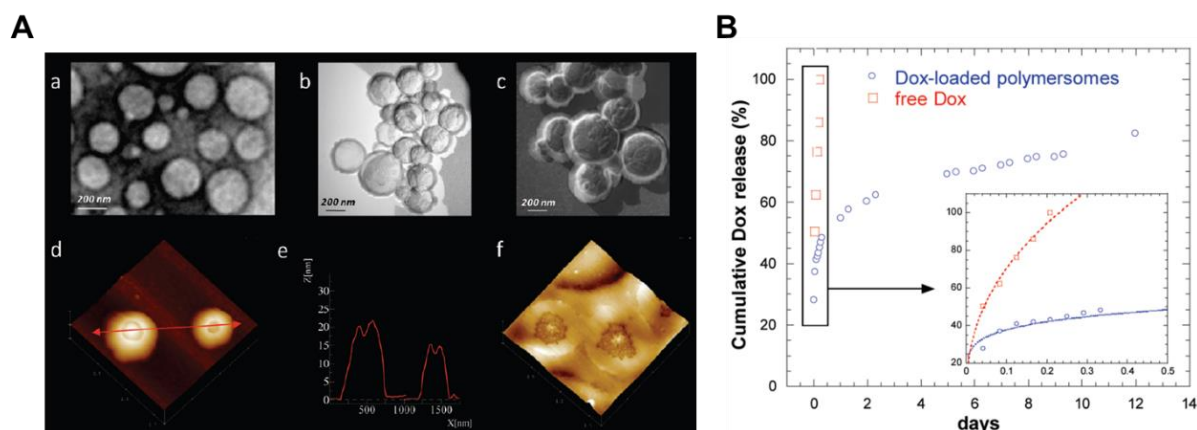 A
a
b
c
200 nm
200 nm
200 nm
d
e
f
Z[nm]
30
25
20
15
10
5
0
500
1000
1500
X[nm]
B
Cumulative Dox release (%)
100
80
60
40
20
0
Dox-loaded polymersomes
free Dox
100
80
60
40
20
0
0.1
0.2
0.3
0.4
0.5
0
2
4
6
8
10
12
14
days